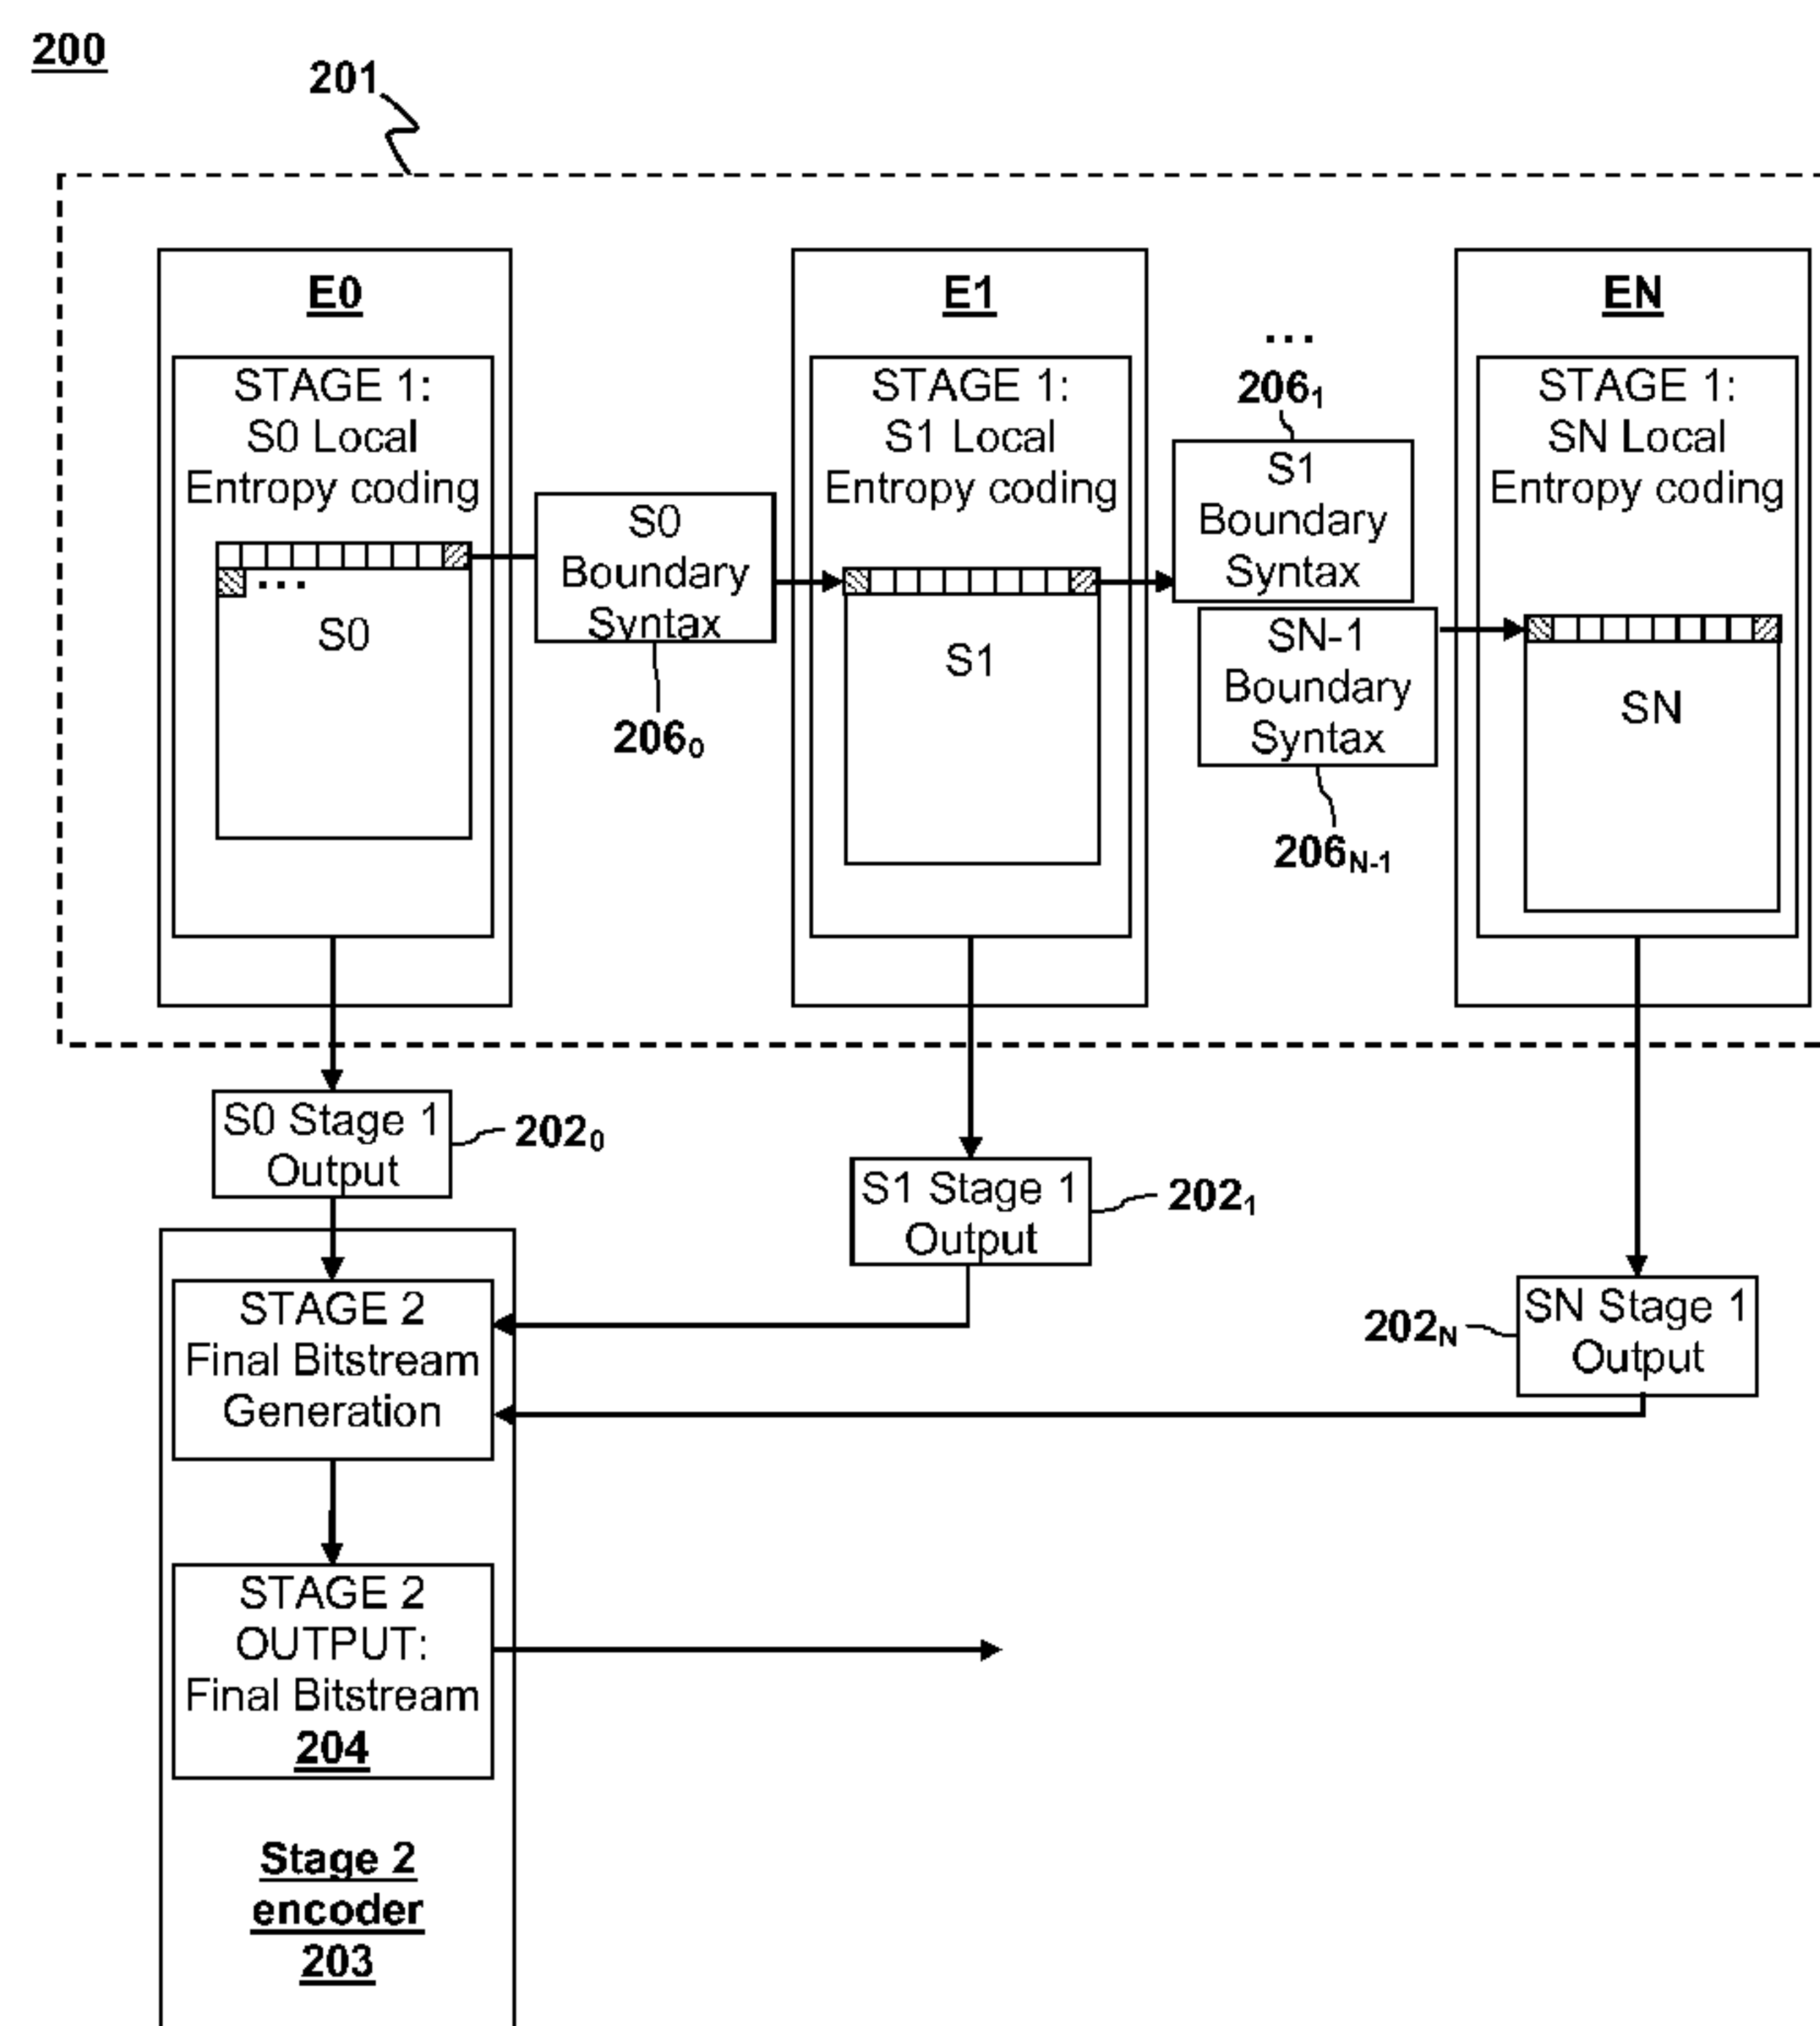 200
201
E0
STAGE 1:
S0 Local
Entropy coding
...
S0
S0
Boundary
Syntax
206₀
E1
STAGE 1:
S1 Local
Entropy coding
S1
...
206₁
S1
Boundary
Syntax
SN-1
Boundary
Syntax
206N-1
EN
STAGE 1:
SN Local
Entropy coding
SN
S0 Stage 1
Output
202₀
S1 Stage 1
Output
202₁
SN Stage 1
Output
202N
STAGE 2
Final Bitstream
Generation
STAGE 2
OUTPUT:
Final Bitstream
204
Stage 2
encoder
203